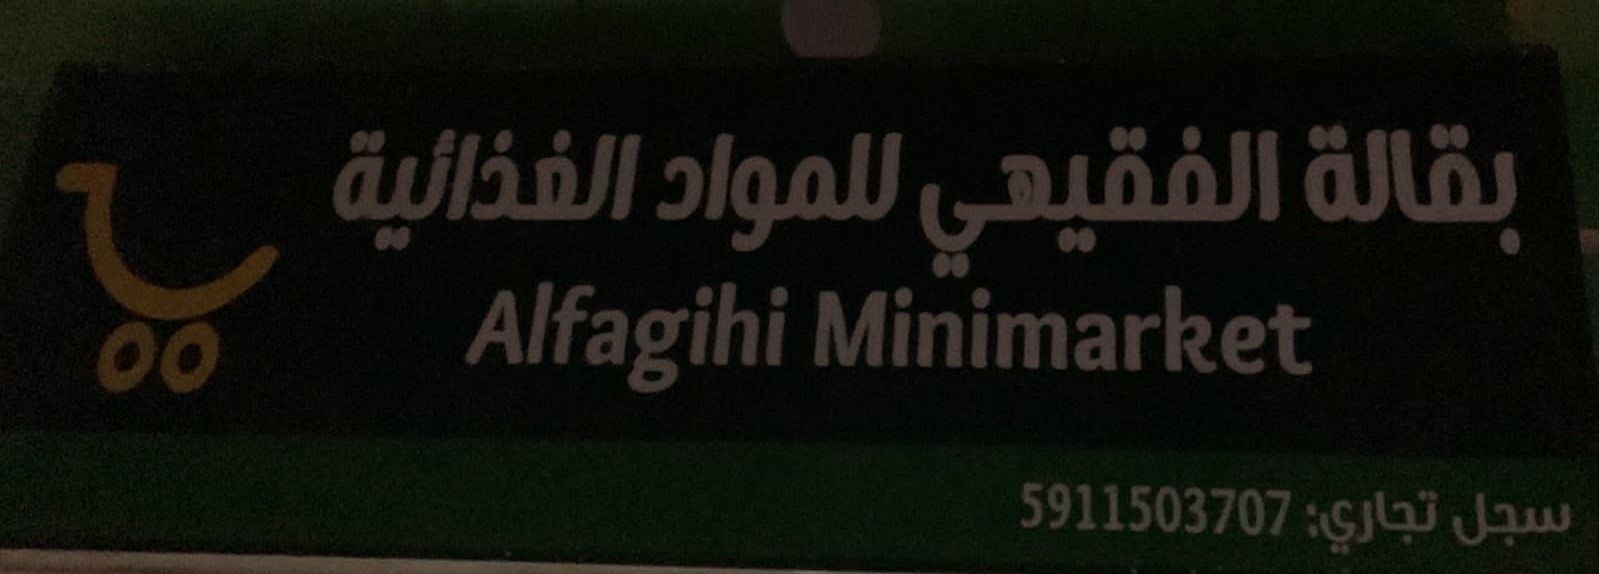 بقالة الفقيهي للمواد الغذائية
Alfagihi Minimarket
سجل تجاري: 5911503707